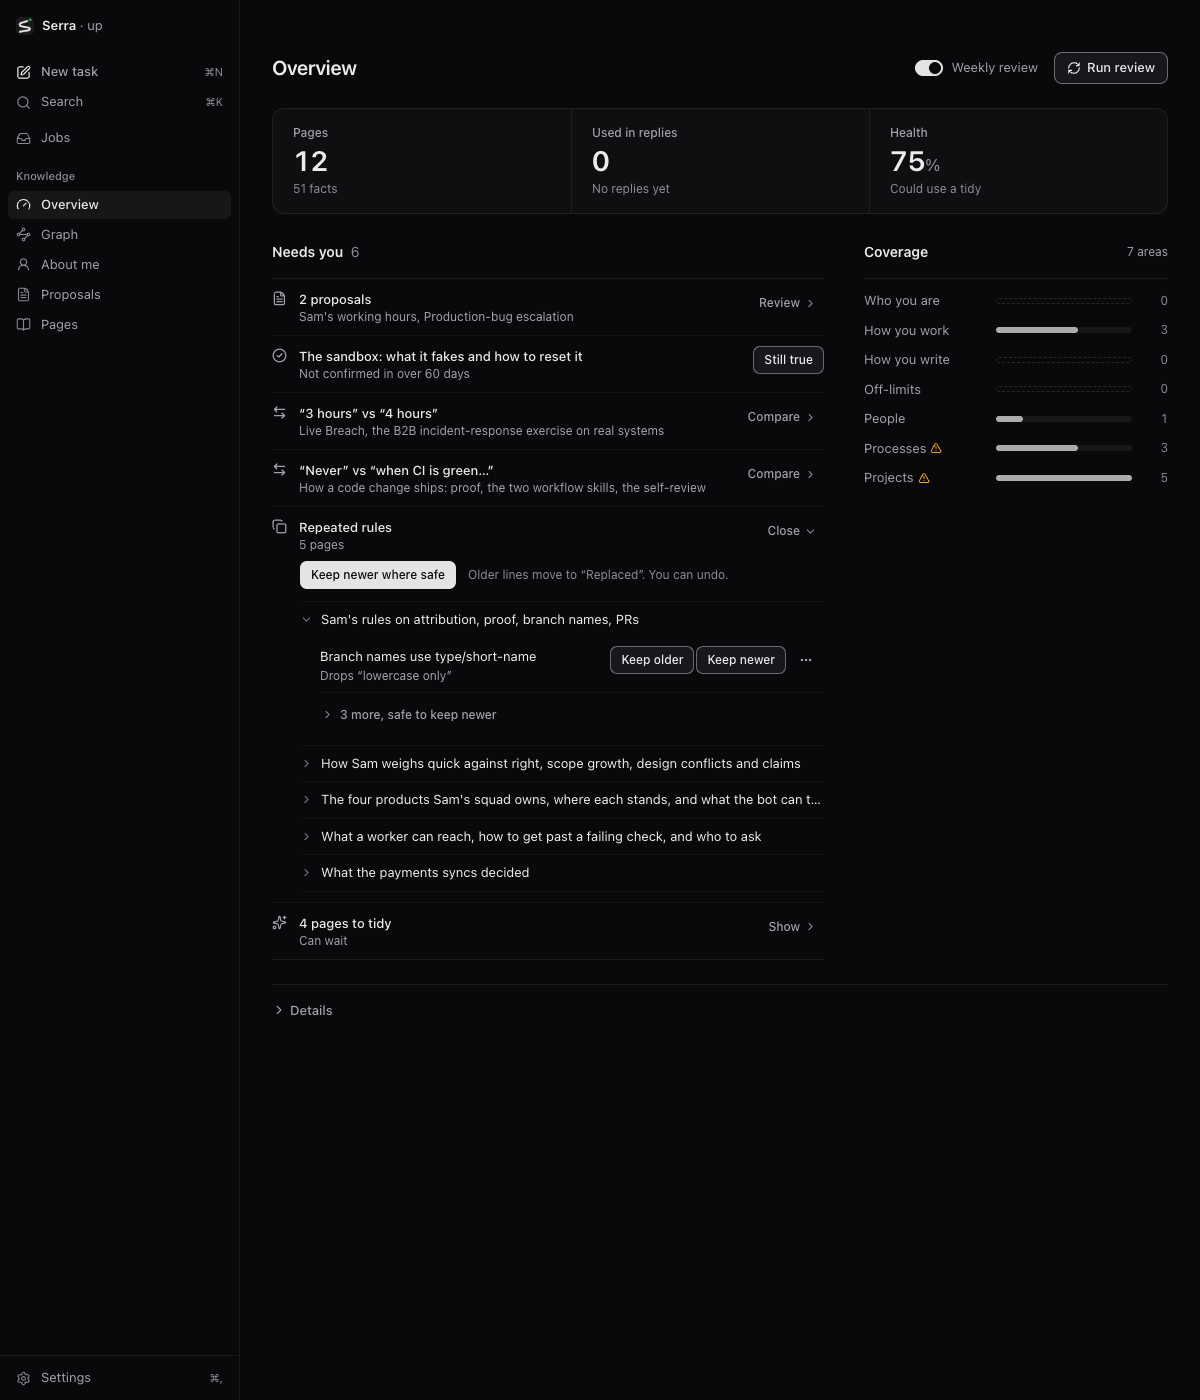 Serra · up
New task ⌘N
Search ⌘K
Jobs
Knowledge
Overview
Graph
About me
Proposals
Pages
Settings ⌘,
Overview
Weekly review
Run review
Pages
12
51 facts
Used in replies
0
No replies yet
Health
75%
Could use a tidy
Needs you 6
2 proposals
Sam's working hours, Production-bug escalation
Review
The sandbox: what it fakes and how to reset it
Not confirmed in over 60 days
Still true
“3 hours” vs “4 hours”
Live Breach, the B2B incident-response exercise on real systems
Compare
“Never” vs “when CI is green…”
How a code change ships: proof, the two workflow skills, the self-review
Compare
Repeated rules
5 pages
Close
Keep newer where safe
Older lines move to “Replaced”. You can undo.
Sam's rules on attribution, proof, branch names, PRs
Branch names use type/short-name
Drops “lowercase only”
Keep older
Keep newer
3 more, safe to keep newer
How Sam weighs quick against right, scope growth, design conflicts and claims
The four products Sam's squad owns, where each stands, and what the bot can t…
What a worker can reach, how to get past a failing check, and who to ask
What the payments syncs decided
4 pages to tidy
Can wait
Show
Details
Coverage 7 areas
Who you are 0
How you work 3
How you write 0
Off-limits 0
People 1
Processes 3
Projects 5